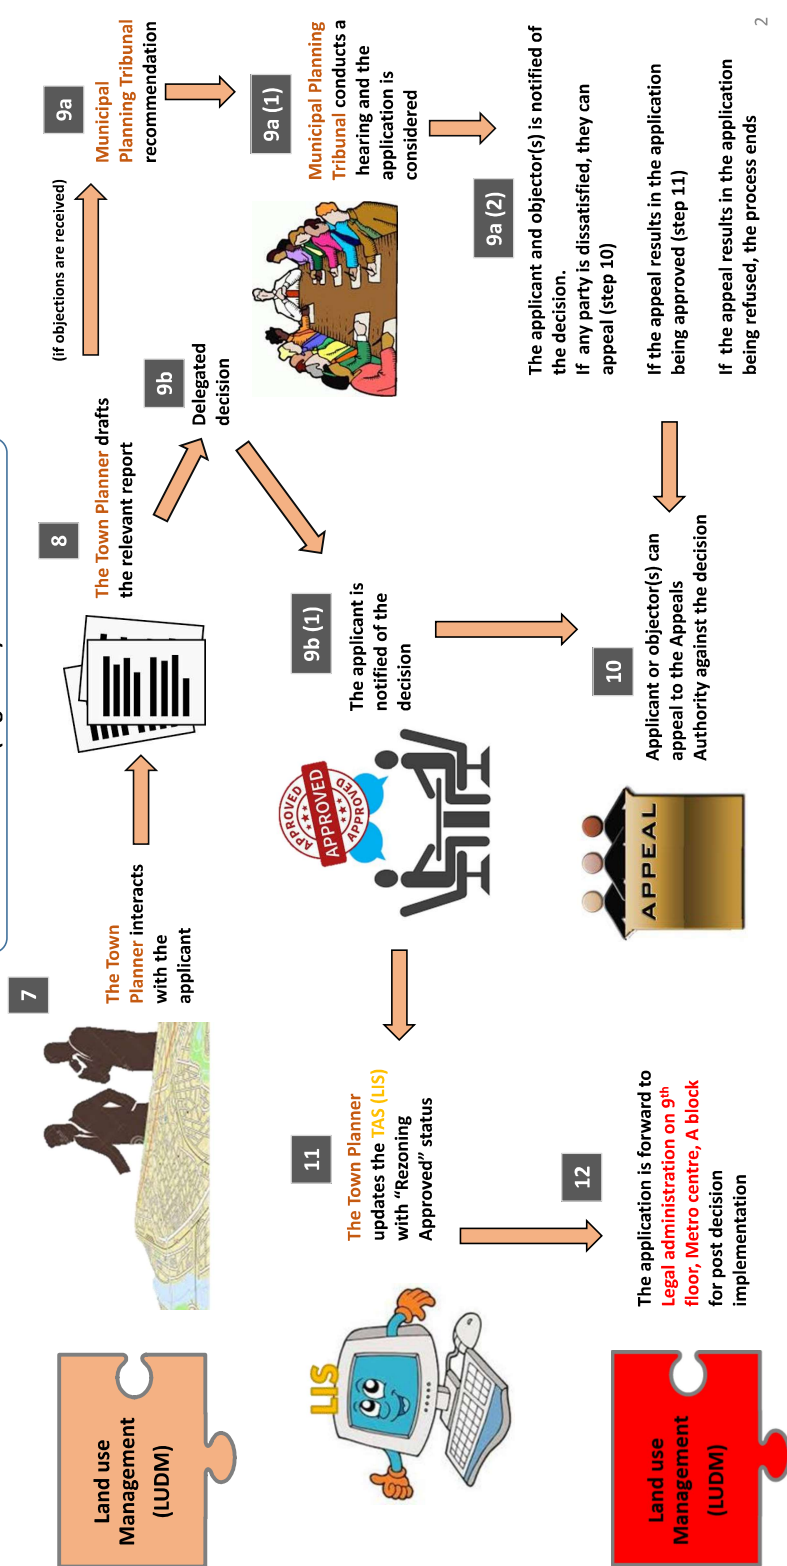 Land use
Management
(LUDM)
7
The Town
Planner interacts
with the
applicant
8
The Town Planner drafts
the relevant report
(if objections are received)
9a
Municipal
Planning Tribunal
recommendation
9b
Delegated
decision
9a (1)
Municipal Planning
Tribunal conducts a
hearing and the
application is
considered
9a (2)
The applicant and objector(s) is notified of
the decision.
If any party is dissatisfied, they can
appeal (step 10)
If the appeal results in the application
being approved (step 11)
If the appeal results in the application
being refused, the process ends
9b (1)
The applicant is
notified of the
decision
APPROVED
APPROVED
APPROVED
10
Applicant or objector(s) can
appeal to the Appeals
Authority against the decision
APPEAL
LIS
11
The Town Planner
updates the TAS (LIS)
with “Rezoning
Approved” status
12
The application is forward to
Legal administration on 9th
floor, Metro centre, A block
for post decision
implementation
Land use
Management
(LUDM)
2